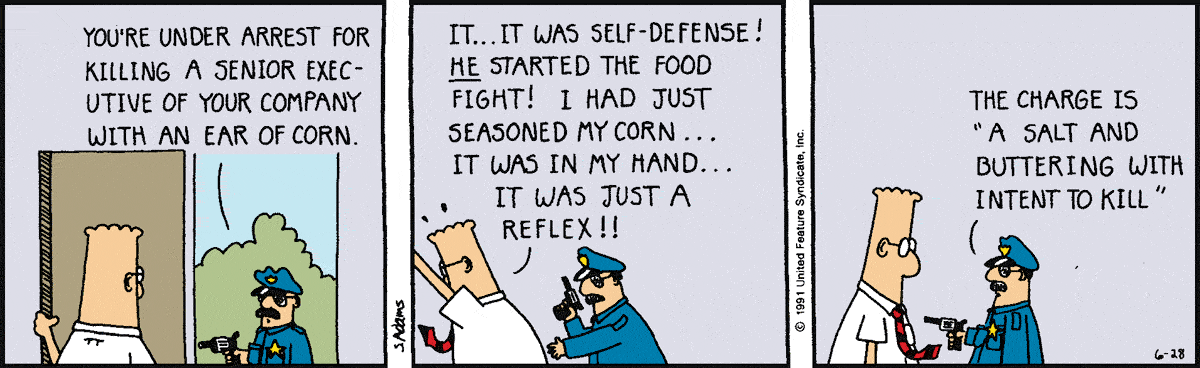 YOU'RE UNDER ARREST FOR
KILLING A SENIOR EXEC-
UTIVE OF YOUR COMPANY
WITH AN EAR OF CORN.
S.Adams
IT...IT WAS SELF-DEFENSE!
HE STARTED THE FOOD
FIGHT! I HAD JUST
SEASONED MY CORN...
IT WAS IN MY HAND...
IT WAS JUST A
REFLEX!!
© 1991 United Feature Syndicate, Inc.
THE CHARGE IS
"A SALT AND
BUTTERING WITH
INTENT TO KILL"
6-28